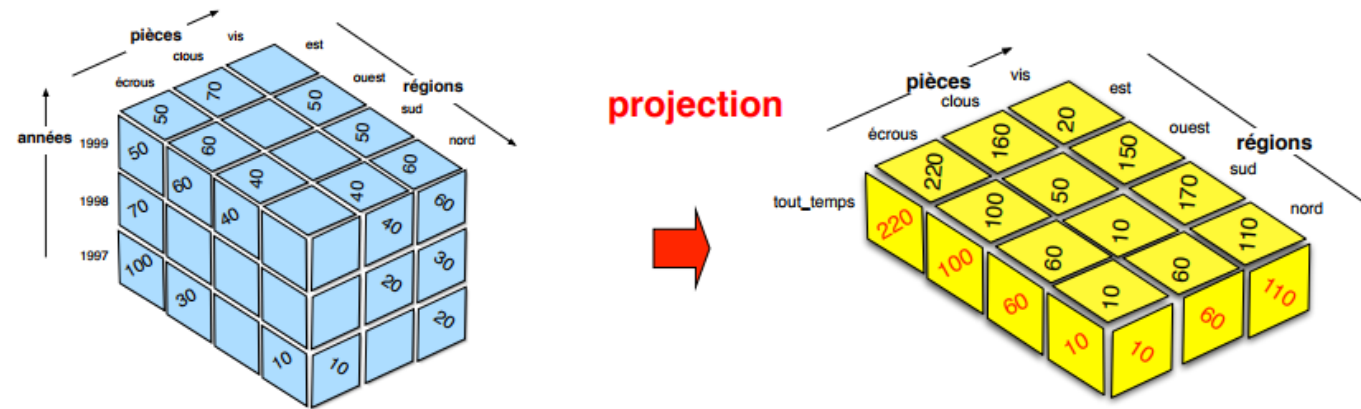 pièces
vis
clous
écrous
est
ouest
sud
nord
régions
années
1999
1998
1997
50 70
60 50
40 50
40 60
50 60 40 40 60
70 20 30
100 30 10 10 20
projection
pièces
vis
clous
écrous
est
ouest
sud
nord
régions
tout_temps
220 160 20
100 50 150
60 10 170
10 60 110
220 100 60 10 10 60 110